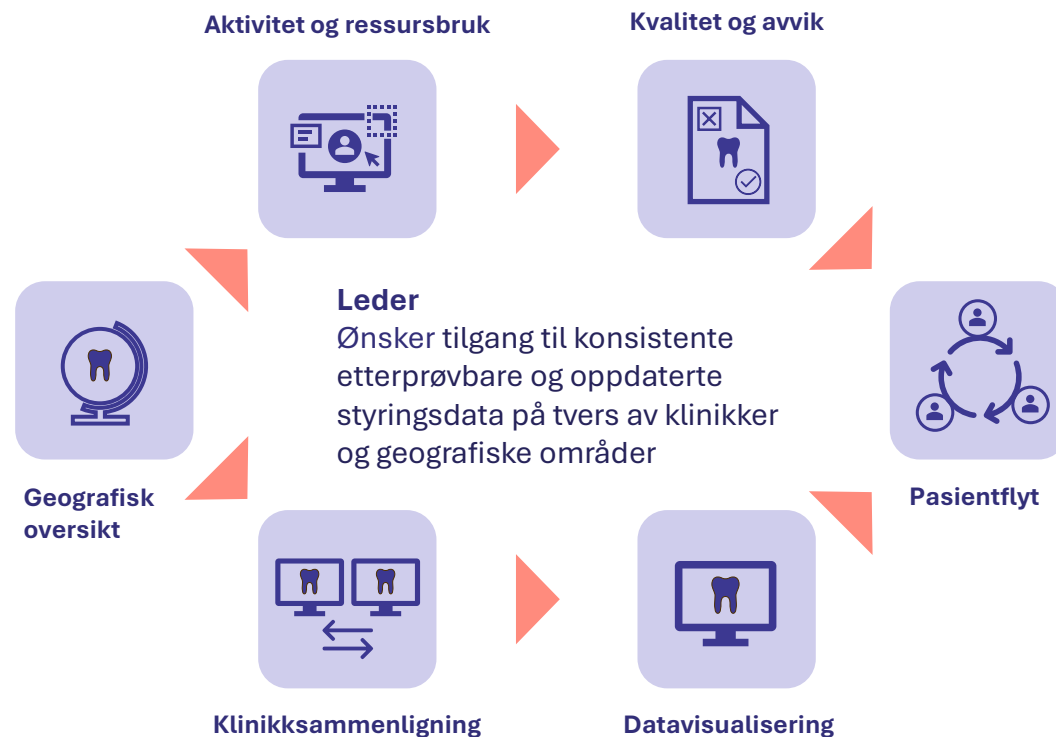 Aktivitet og ressursbruk
Kvalitet og avvik
Leder
Ønsker tilgang til konsistente
etterprøvbare og oppdaterte
styringsdata på tvers av klinikker
og geografiske områder
Geografisk
oversikt
Pasientflyt
Klinikksammenligning
Datavisualisering